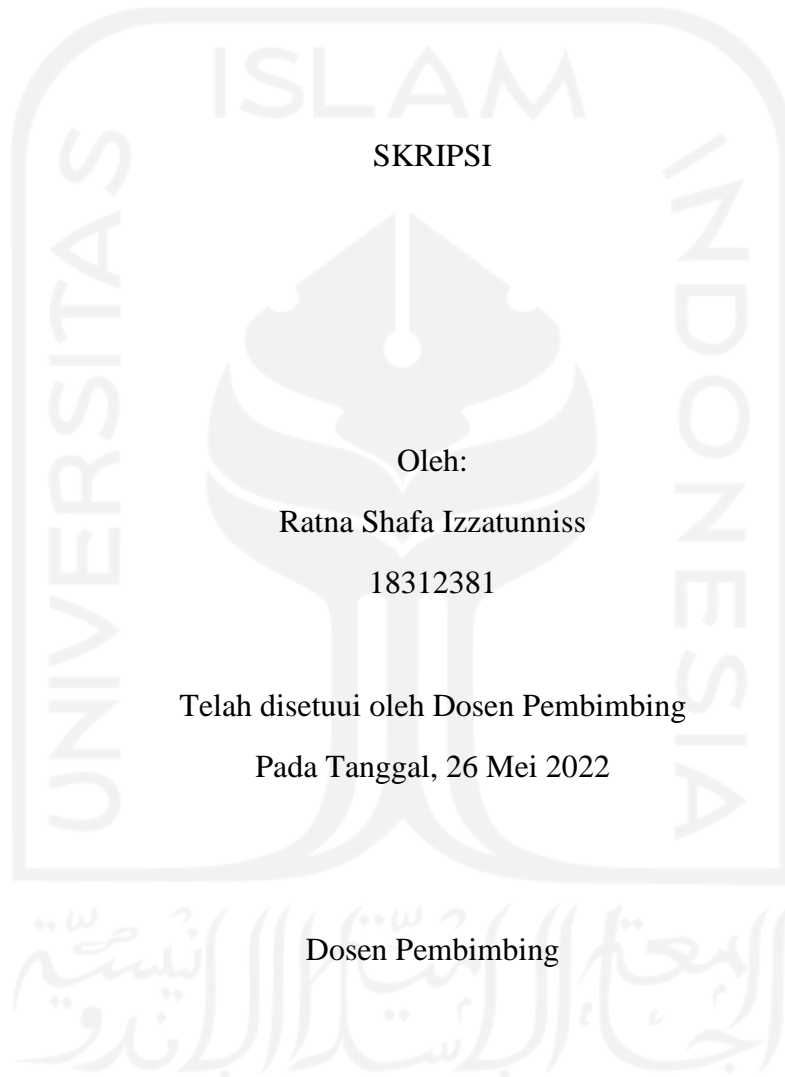 ISLAM
UNIVERSITAS
INDONESIA
SKRIPSI
Oleh:
Ratna Shafa Izzatunniss
18312381
Telah disetuui oleh Dosen Pembimbing
Pada Tanggal, 26 Mei 2022
Dosen Pembimbing